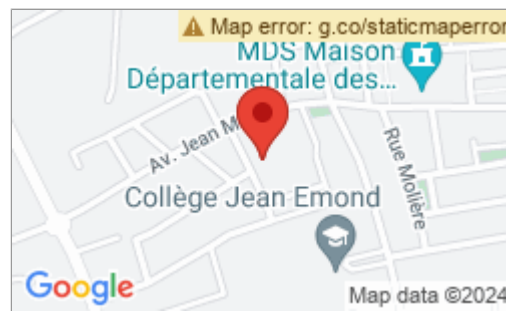 Map error: g.co/staticmaperror
MDS Maison
Départementale des...
Av. Jean M
Rue Molière
Collège Jean Emond
Google
Map data ©2024